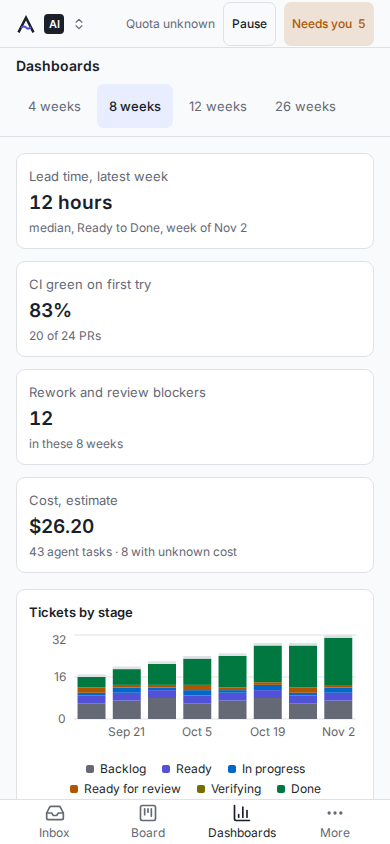 AI
Quota unknown
Pause
Needs you 5
Dashboards
4 weeks
8 weeks
12 weeks
26 weeks
Lead time, latest week
12 hours
median, Ready to Done, week of Nov 2
CI green on first try
83%
20 of 24 PRs
Rework and review blockers
12
in these 8 weeks
Cost, estimate
$26.20
43 agent tasks · 8 with unknown cost
Tickets by stage
32
16
0
Sep 21
Oct 5
Oct 19
Nov 2
Backlog
Ready
In progress
Ready for review
Verifying
Done
Inbox
Board
Dashboards
More